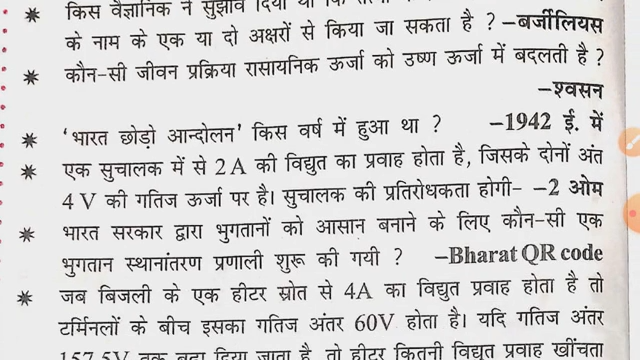 किस वैज्ञानिक ने सुझाव दिया था कि
के नाम के एक या दो अक्षरों से किया जा सकता है ? –बर्जीलियस
✷ कौन-सी जीवन प्रक्रिया रासायनिक ऊर्जा को उष्ण ऊर्जा में बदलती है ?
–श्वसन
✷ 'भारत छोड़ो आन्दोलन' किस वर्ष में हुआ था ? –1942 ई. में
✷ एक सुचालक में से 2 A की विद्युत का प्रवाह होता है, जिसके दोनों अंत
4 V की गतिज ऊर्जा पर है। सुचालक की प्रतिरोधकता होगी– –2 ओम
✷ भारत सरकार द्वारा भुगतानों को आसान बनाने के लिए कौन-सी एक
भुगतान स्थानांतरण प्रणाली शुरू की गयी ? –Bharat QR code
✷ जब बिजली के एक हीटर स्रोत से 4A का विद्युत प्रवाह होता है तो
टर्मिनलों के बीच इसका गतिज अंतर 60V होता है। यदि गतिज अंतर
157.5V तक बढ़ा दिया जाता है, तो हीटर कितनी विद्युत प्रवाह खींचता